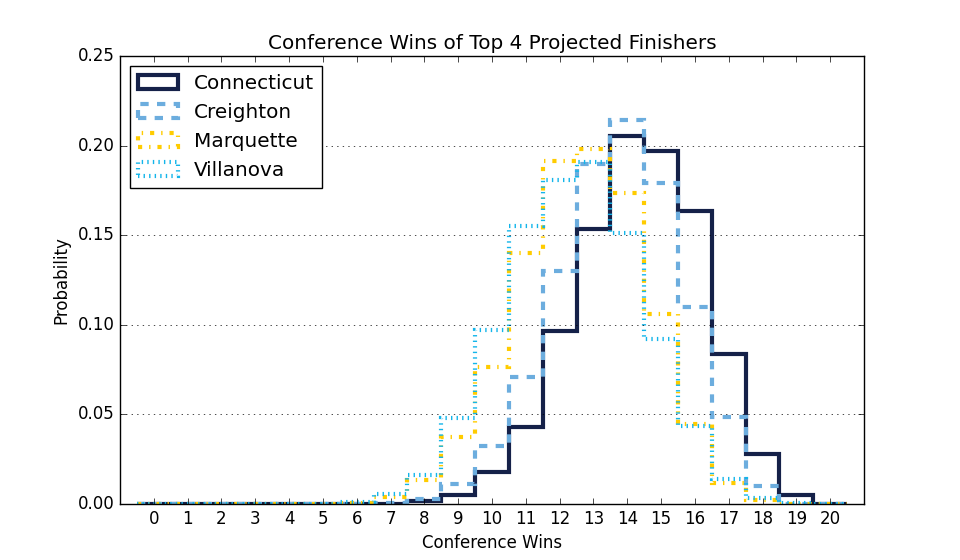 Conference Wins of Top 4 Projected Finishers
0.25
0.20
0.15
0.10
0.05
0.00
Probability
Connecticut
Creighton
Marquette
Villanova
0 1 2 3 4 5 6 7 8 9 10 11 12 13 14 15 16 17 18 19 20
Conference Wins